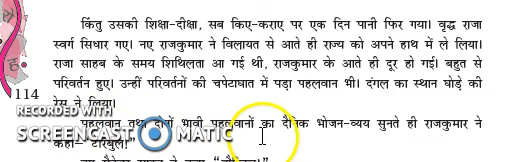 किंतु उसकी शिक्षा-दीक्षा, सब किए-कराए पर एक दिन पानी फिर गया। वृद्ध राजा
स्वर्ग सिधार गए। नए राजकुमार ने विलायत से आते ही राज्य को अपने हाथ में ले लिया।
राजा साहब के समय शिथिलता आ गई थी, राजकुमार के आते ही दूर हो गई। बहुत से
परिवर्तन हुए। उन्हीं परिवर्तनों की चपेटाघात में पड़ा पहलवान भी। दंगल का स्थान घोड़े की
114
रेस ने लिया।
RECORDED WITH
पहलवान तथा दोनों भावी पहलवानों का दैनिक भोजन-व्यय सुनते ही राजकुमार ने
SCREENCAST MATIC
कहा— "टैरिबुल!"